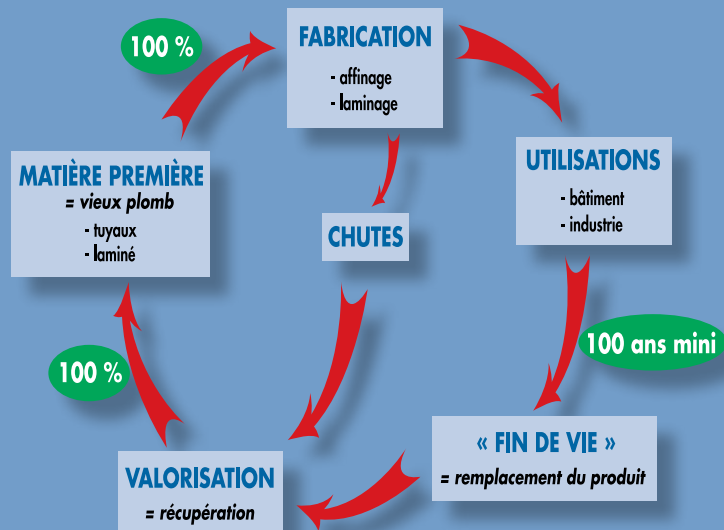 100 %
FABRICATION
- affinage
- laminage
MATIÈRE PREMIÈRE
= vieux plomb
- tuyaux
- laminé
UTILISATIONS
- bâtiment
- industrie
CHUTES
100 ans mini
100 %
« FIN DE VIE »
= remplacement du produit
VALORISATION
= récupération